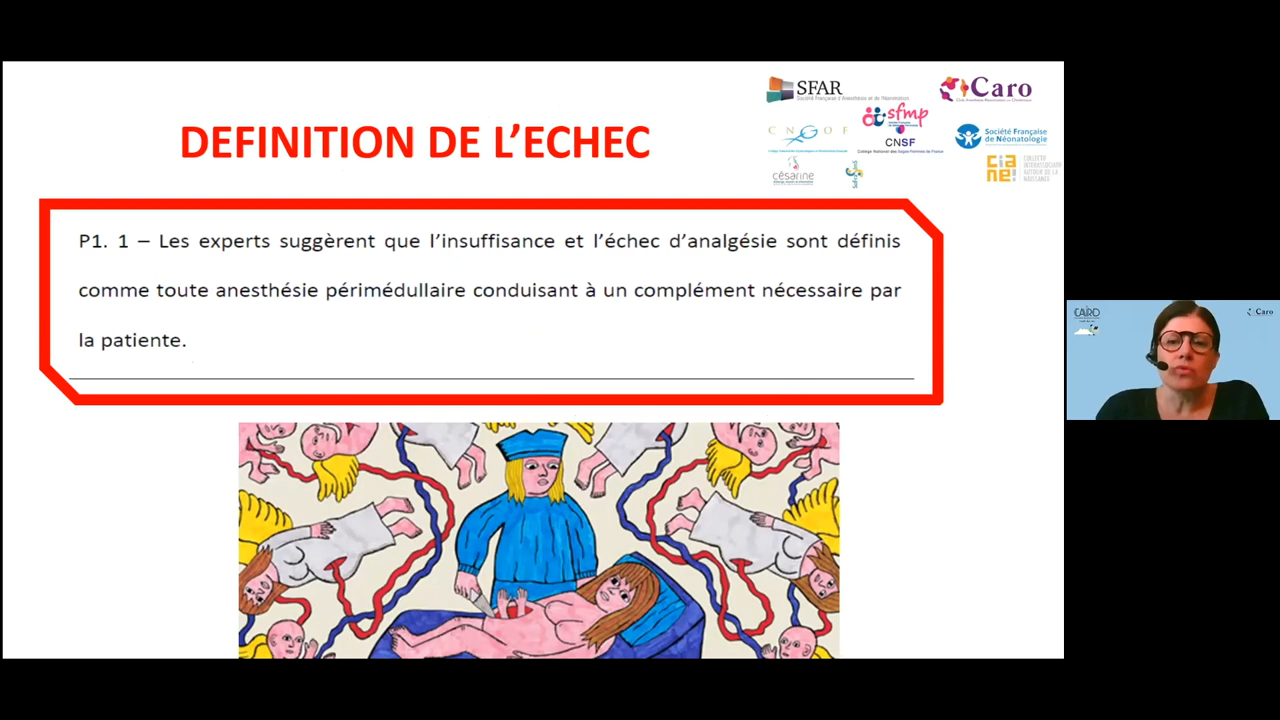 SFAR
Société Française d'Anesthésie et de Réanimation
Caro
Club Anesthésie Réanimation en Obstétrique
sfmp
CNGOF
CNSF
Collège National des Sages-Femmes de France
Société Française
de Néonatologie
césarine
ciane
COLLECTIF
INTERASSOCIATIF
AUTOUR DE LA
NAISSANCE
DEFINITION DE L’ECHEC
P1. 1 – Les experts suggèrent que l’insuffisance et l’échec d’analgésie sont définis
comme toute anesthésie périmédullaire conduisant à un complément nécessaire par
la patiente.
Caro